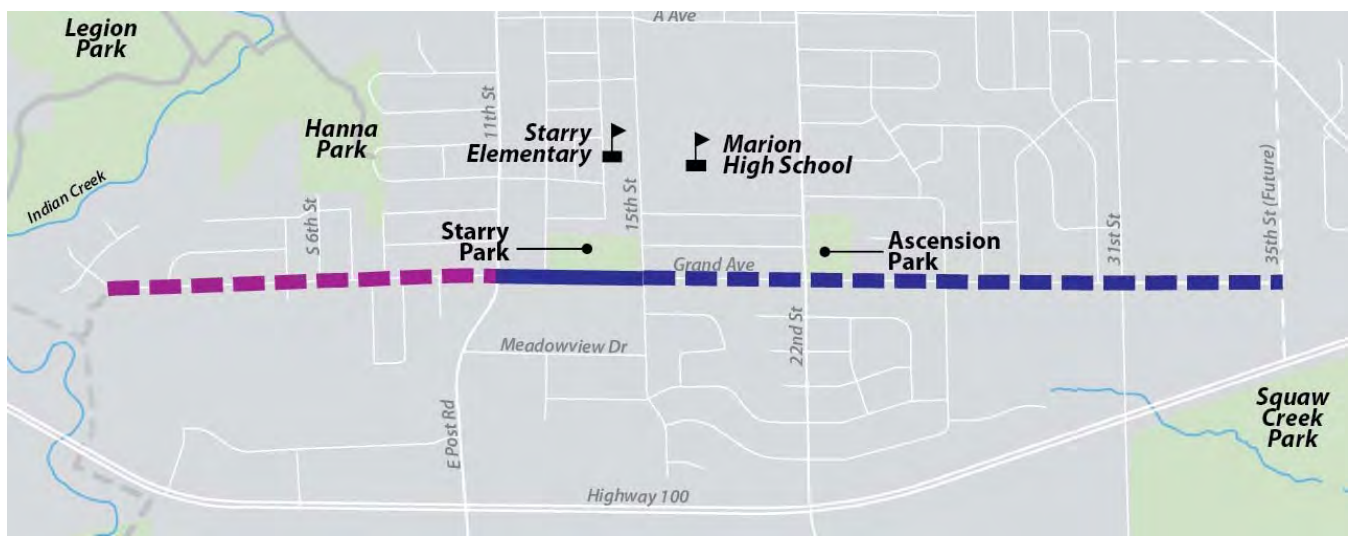 A Ave
Legion
Park
Hanna
Park
11th St
Starry
Elementary
Marion
High School
Indian Creek
S 6th St
15th St
35th St (Future)
31st St
Starry
Park
Grand Ave
Ascension
Park
22nd St
Meadowview Dr
E Post Rd
Squaw
Creek
Park
Highway 100